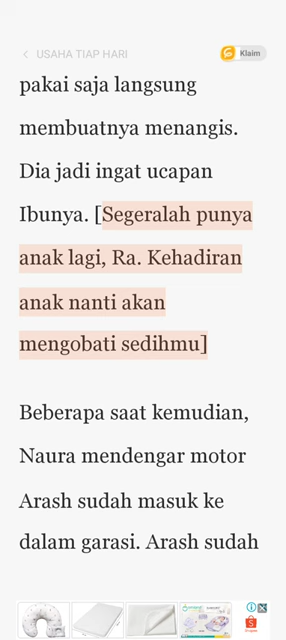 USAHA TIAP HARI
Klaim
pakai saja langsung
membuatnya menangis.
Dia jadi ingat ucapan
Ibunya. [Segeralah punya
anak lagi, Ra. Kehadiran
anak nanti akan
mengobati sedihmu]
Beberapa saat kemudian,
Naura mendengar motor
Arash sudah masuk ke
dalam garasi. Arash sudah